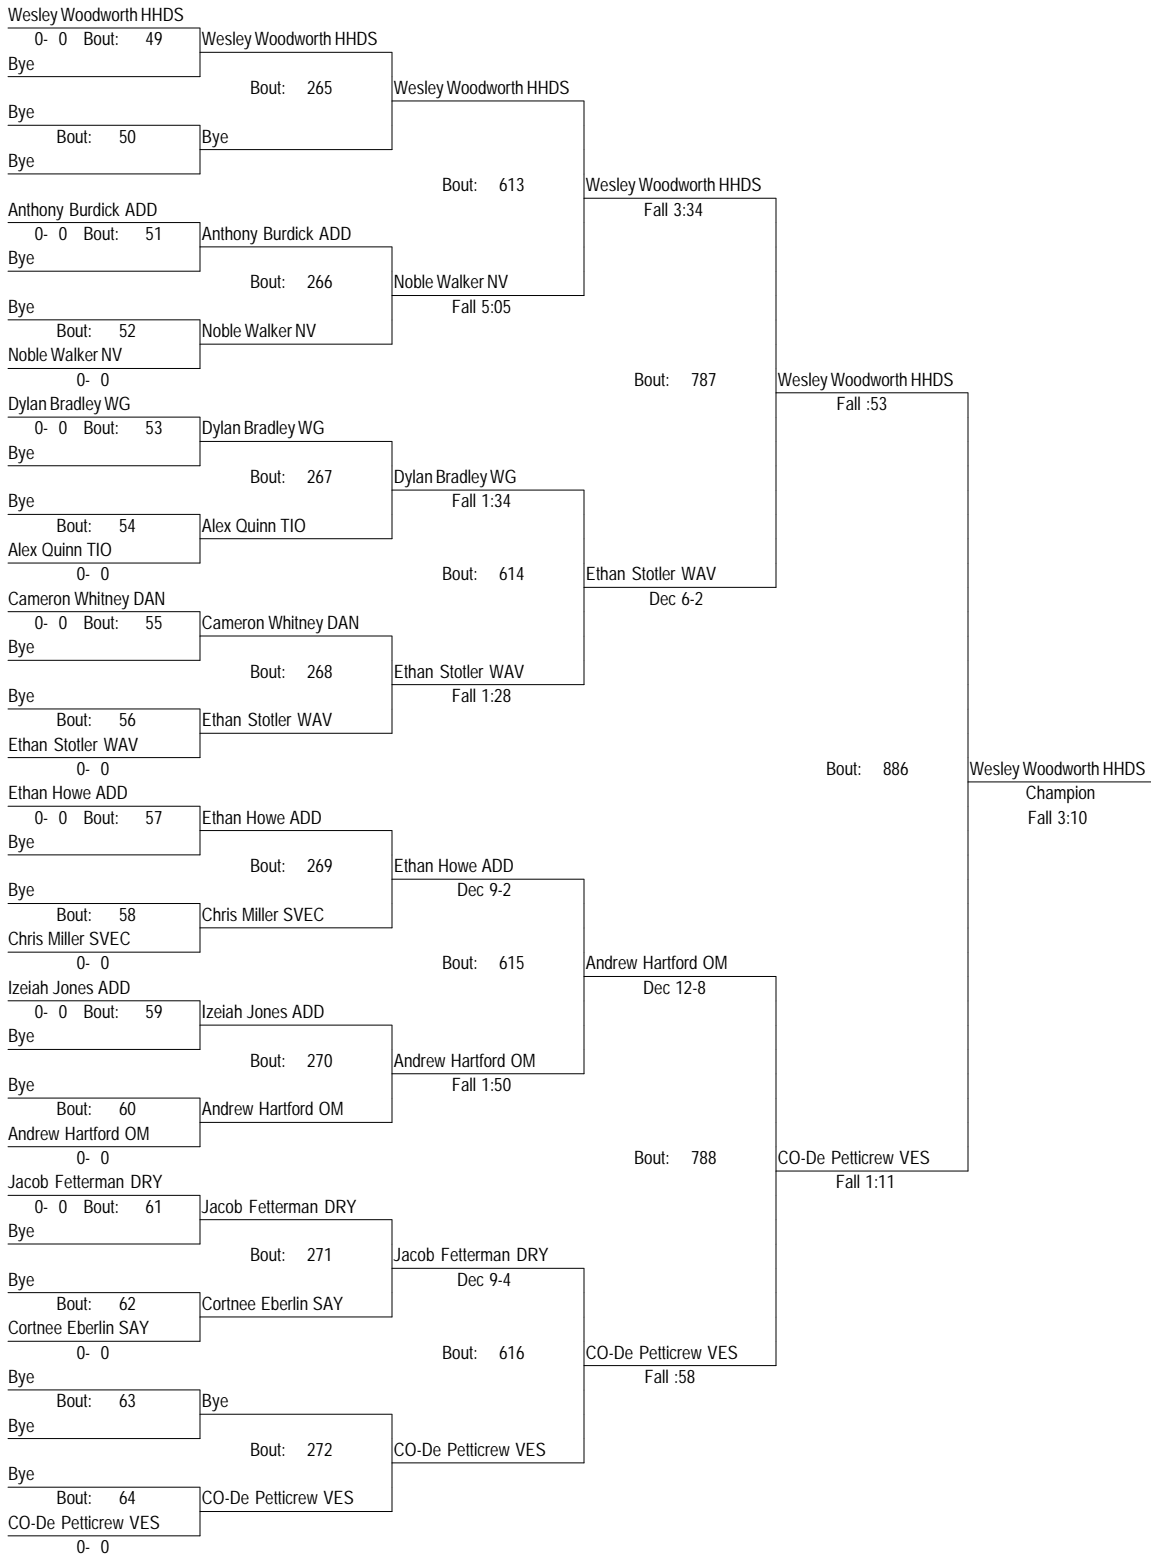 Wesley Woodworth HHDS
0- 0 Bout: 49 Wesley Woodworth HHDS
Bye
Bout: 265 Wesley Woodworth HHDS
Bye
Bout: 50 Bye
Bye
Bout: 613 Wesley Woodworth HHDS
Anthony Burdick ADD Fall 3:34
0- 0 Bout: 51 Anthony Burdick ADD
Bye
Bout: 266 Noble Walker NV
Bye Fall 5:05
Bout: 52 Noble Walker NV
Noble Walker NV
0- 0 Bout: 787 Wesley Woodworth HHDS
Dylan Bradley WG Fall :53
0- 0 Bout: 53 Dylan Bradley WG
Bye
Bout: 267 Dylan Bradley WG
Bye Fall 1:34
Bout: 54 Alex Quinn TIO
Alex Quinn TIO
0- 0 Bout: 614 Ethan Stotler WAV
Cameron Whitney DAN Dec 6-2
0- 0 Bout: 55 Cameron Whitney DAN
Bye
Bout: 268 Ethan Stotler WAV
Bye Fall 1:28
Bout: 56 Ethan Stotler WAV
Ethan Stotler WAV
0- 0 Bout: 886 Wesley Woodworth HHDS
Ethan Howe ADD Champion
0- 0 Bout: 57 Ethan Howe ADD Fall 3:10
Bye
Bout: 269 Ethan Howe ADD
Bye Dec 9-2
Bout: 58 Chris Miller SVEC
Chris Miller SVEC
0- 0 Bout: 615 Andrew Hartford OM
Izeiah Jones ADD Dec 12-8
0- 0 Bout: 59 Izeiah Jones ADD
Bye
Bout: 270 Andrew Hartford OM
Bye Fall 1:50
Bout: 60 Andrew Hartford OM
Andrew Hartford OM
0- 0 Bout: 788 CO-De Petticrew VES
Jacob Fetterman DRY Fall 1:11
0- 0 Bout: 61 Jacob Fetterman DRY
Bye
Bout: 271 Jacob Fetterman DRY
Bye Dec 9-4
Bout: 62 Cortnee Eberlin SAY
Cortnee Eberlin SAY
0- 0 Bout: 616 CO-De Petticrew VES
Bye Fall :58
Bout: 63 Bye
Bye
Bout: 272 CO-De Petticrew VES
Bye
Bout: 64 CO-De Petticrew VES
CO-De Petticrew VES
0- 0